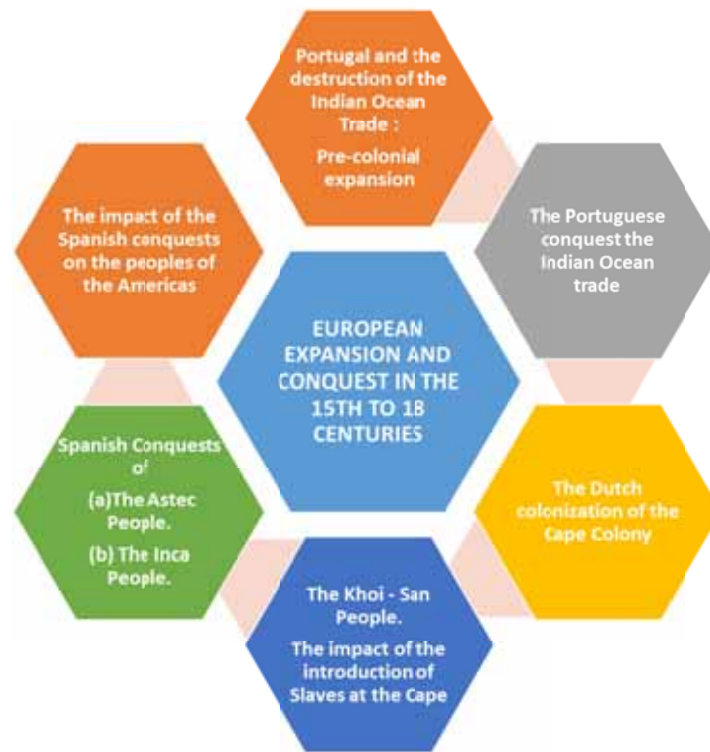 Portugal and the
destruction of the
Indian Ocean
Trade :
Pre-colonial
expansion
The Portuguese
conquest the
Indian Ocean
trade
The Dutch
colonization of the
Cape Colony
The Khoi - San
People.
The impact of the
introduction of
Slaves at the Cape
Spanish Conquests
of
(a)The Astec
People.
(b) The Inca
People.
The impact of the
Spanish conquests
on the peoples of
the Americas
EUROPEAN
EXPANSION AND
CONQUEST IN THE
15TH TO 18
CENTURIES